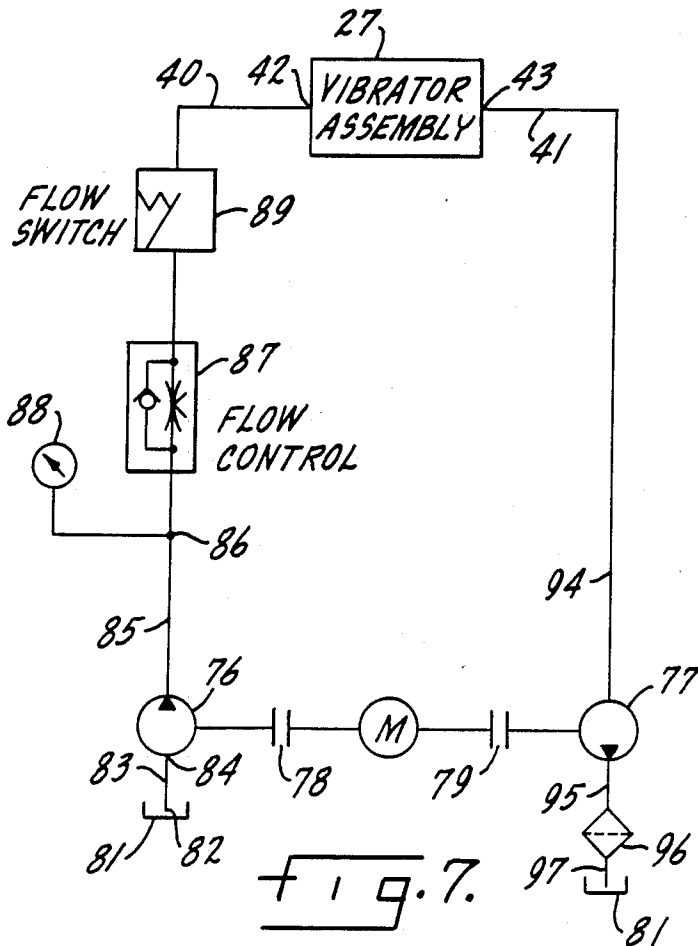 27
40
42
VIBRATOR
ASSEMBLY
43
41
FLOW
SWITCH
89
87
88
FLOW
CONTROL
86
94
85
76
77
M
83
84
78
79
95
81
82
96
97
81
fig.7.